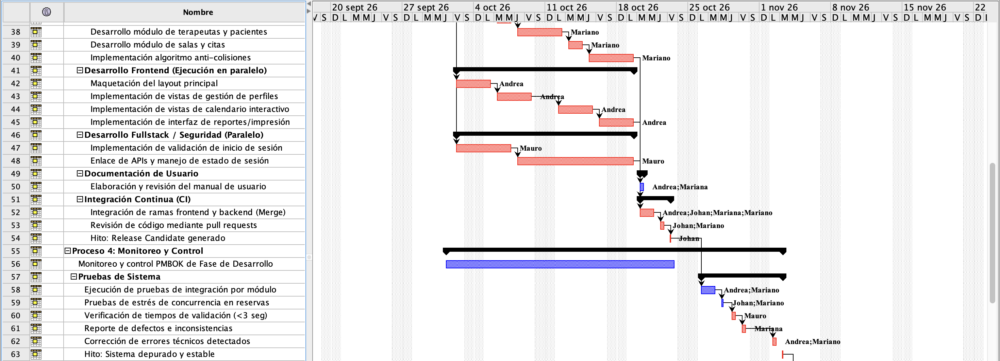 Nombre
20 sept 26 27 sept 26 4 oct 26 11 oct 26 18 oct 26 25 oct 26 1 nov 26 8 nov 26 15 nov 26 22
V S D L M M J V S D L M M J V S D L M M J V S D L M M J V S D L M M J V S D L M M J V S D L M M J V S D L M M J V S D L M M J V S D L
38 Desarrollo módulo de terapeutas y pacientes Mariano
39 Desarrollo módulo de salas y citas Mariano
40 Implementación algoritmo anti-colisiones Mariano
41 Desarrollo Frontend (Ejecución en paralelo)
42 Maquetación del layout principal Andrea
43 Implementación de vistas de gestión de perfiles Andrea
44 Implementación de vistas de calendario interactivo Andrea
45 Implementación de interfaz de reportes/impresión Andrea
46 Desarrollo Fullstack / Seguridad (Paralelo)
47 Implementación de validación de inicio de sesión Mauro
48 Enlace de APIs y manejo de estado de sesión Mauro
49 Documentación de Usuario
50 Elaboración y revisión del manual de usuario Andrea;Mariana
51 Integración Continua (CI)
52 Integración de ramas frontend y backend (Merge) Andrea;Johan;Mariana;Mariano
53 Revisión de código mediante pull requests Johan;Mariano
54 Hito: Release Candidate generado Johan
55 Proceso 4: Monitoreo y Control
56 Monitoreo y control PMBOK de Fase de Desarrollo
57 Pruebas de Sistema
58 Ejecución de pruebas de integración por módulo Andrea;Mariano
59 Pruebas de estrés de concurrencia en reservas Johan;Mariano
60 Verificación de tiempos de validación (<3 seg) Mauro
61 Reporte de defectos e inconsistencias Mariana
62 Corrección de errores técnicos detectados Andrea;Mariano
63 Hito: Sistema depurado y estable